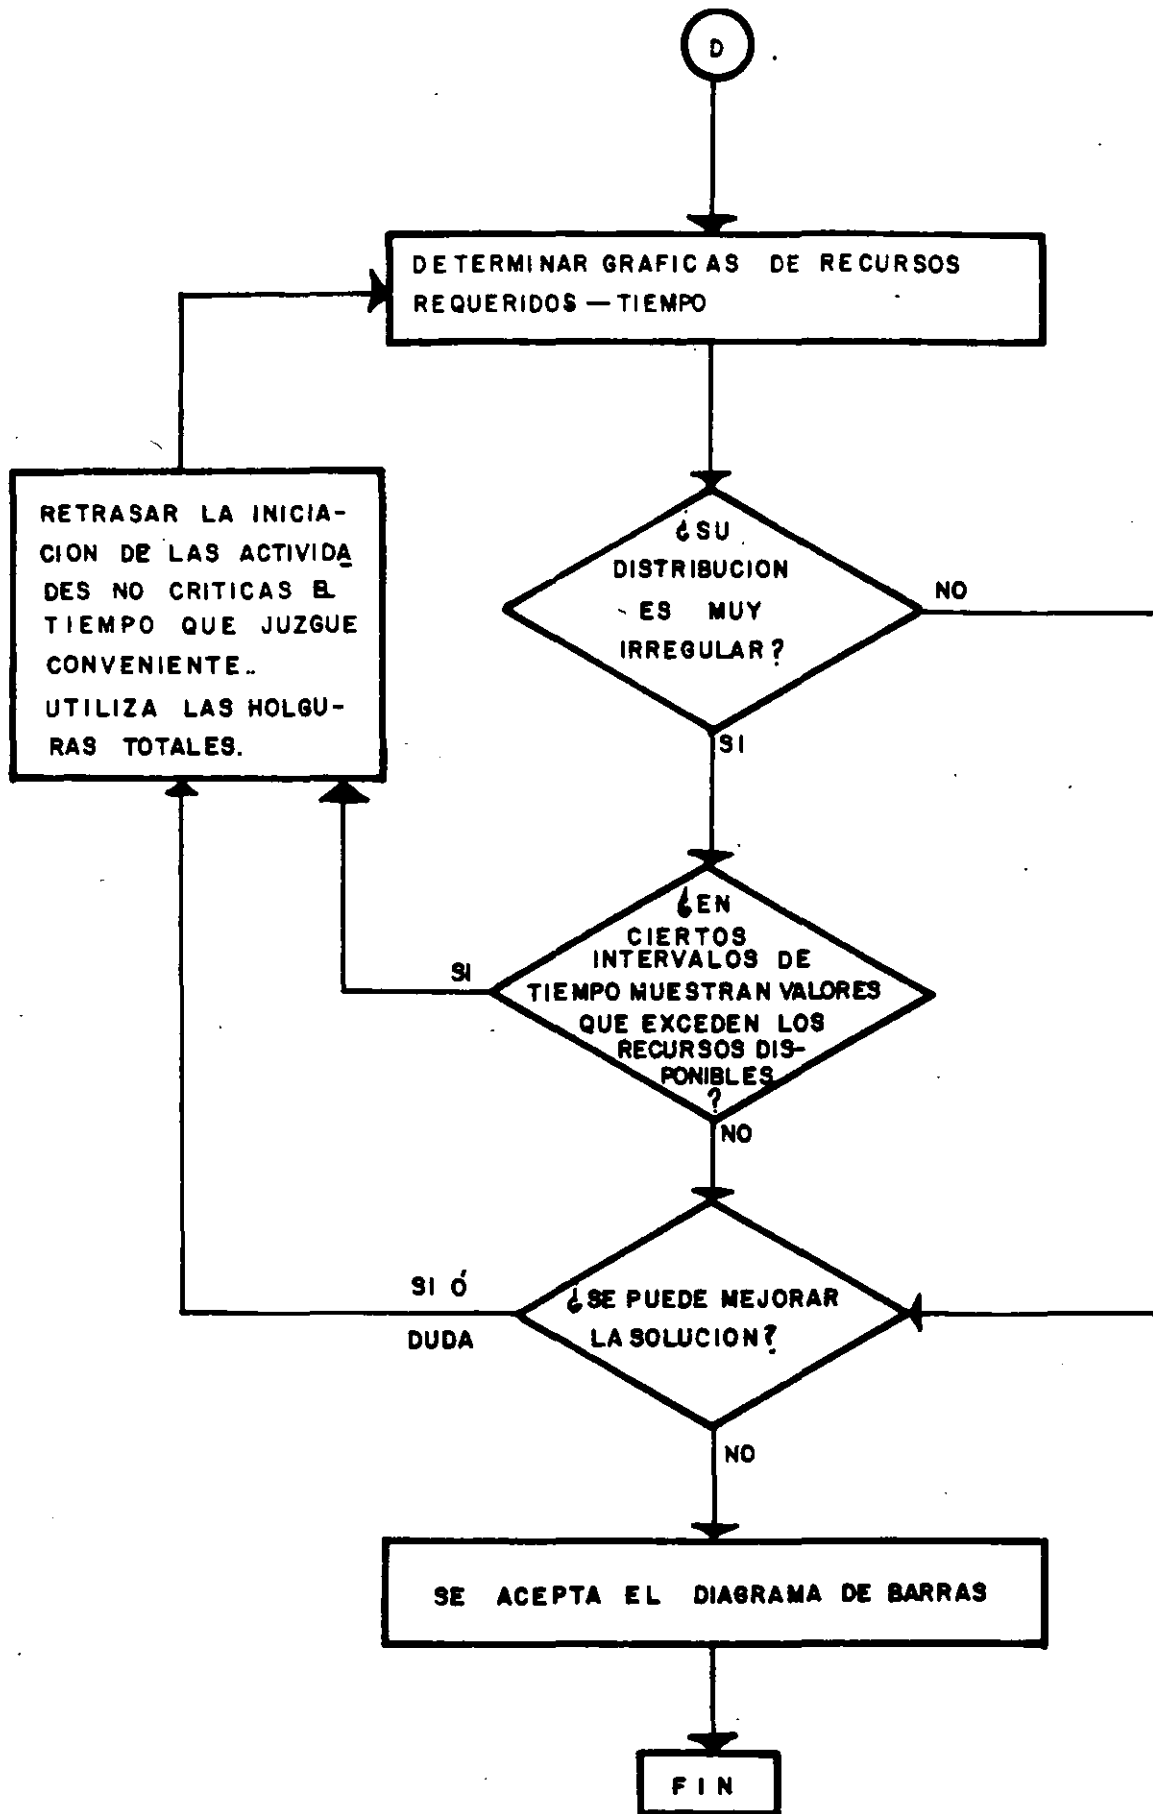 D
DETERMINAR GRAFICAS DE RECURSOS
REQUERIDOS — TIEMPO
RETRASAR LA INICIA-
CION DE LAS ACTIVIDA
DES NO CRITICAS EL
TIEMPO QUE JUZGUE
CONVENIENTE..
UTILIZA LAS HOLGU-
RAS TOTALES.
¿SU
DISTRIBUCION
ES MUY
IRREGULAR?
NO
SI
¿EN
CIERTOS
INTERVALOS DE
TIEMPO MUESTRAN VALORES
QUE EXCEDEN LOS
RECURSOS DIS-
PONIBLES
?
SI
NO
¿SE PUEDE MEJORAR
LA SOLUCION?
SI Ó
DUDA
NO
SE ACEPTA EL DIAGRAMA DE BARRAS
FIN